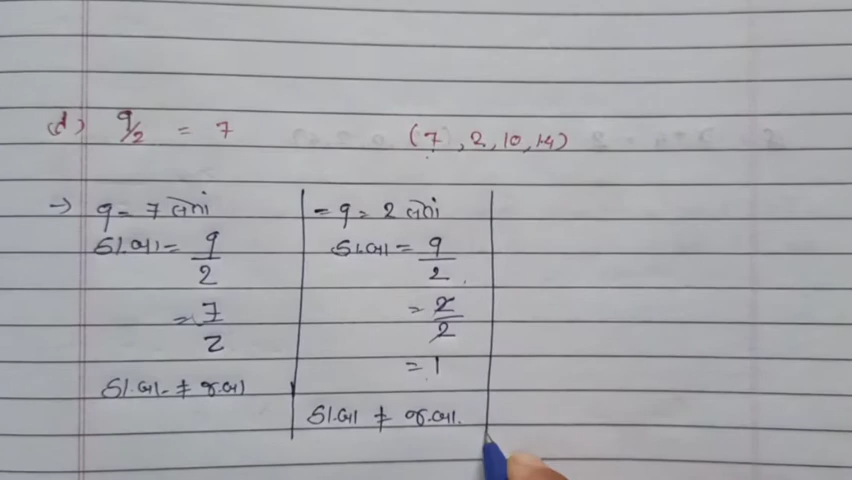 (d) q/2 = 7 (7, 2, 10, 14)
→ q = 7 લેતાં
ડા.બા = q/2
= 7/2
ડા.બા. ≠ જ.બા
- q = 2 લેતાં
ડા.બા = q/2
= 2/2
= 1
ડા.બા ≠ જ.બા.